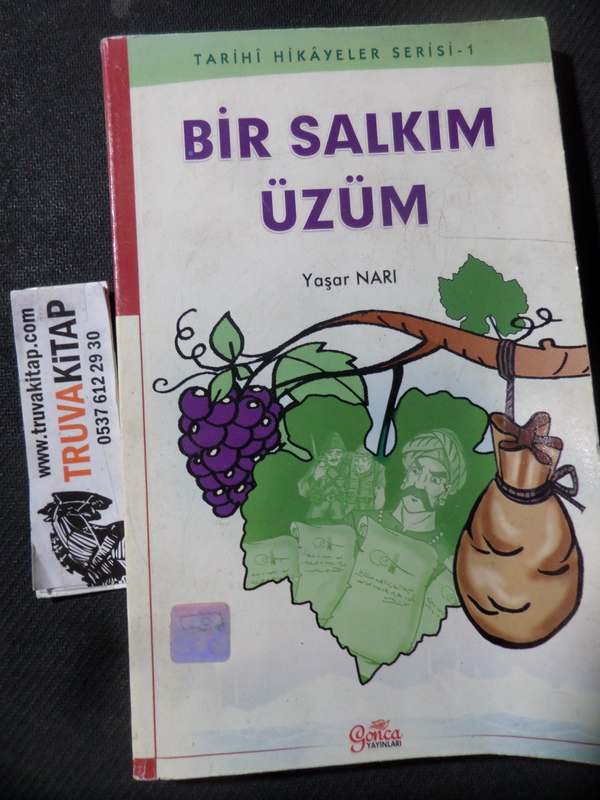 TARİHÎ HİKÂYELER SERİSİ-1
BİR SALKIM
ÜZÜM
Yaşar NARI
www.truvakitap.com
TRUVAKİTAP
0537 612 29 30
Gonca
YAYINLARI